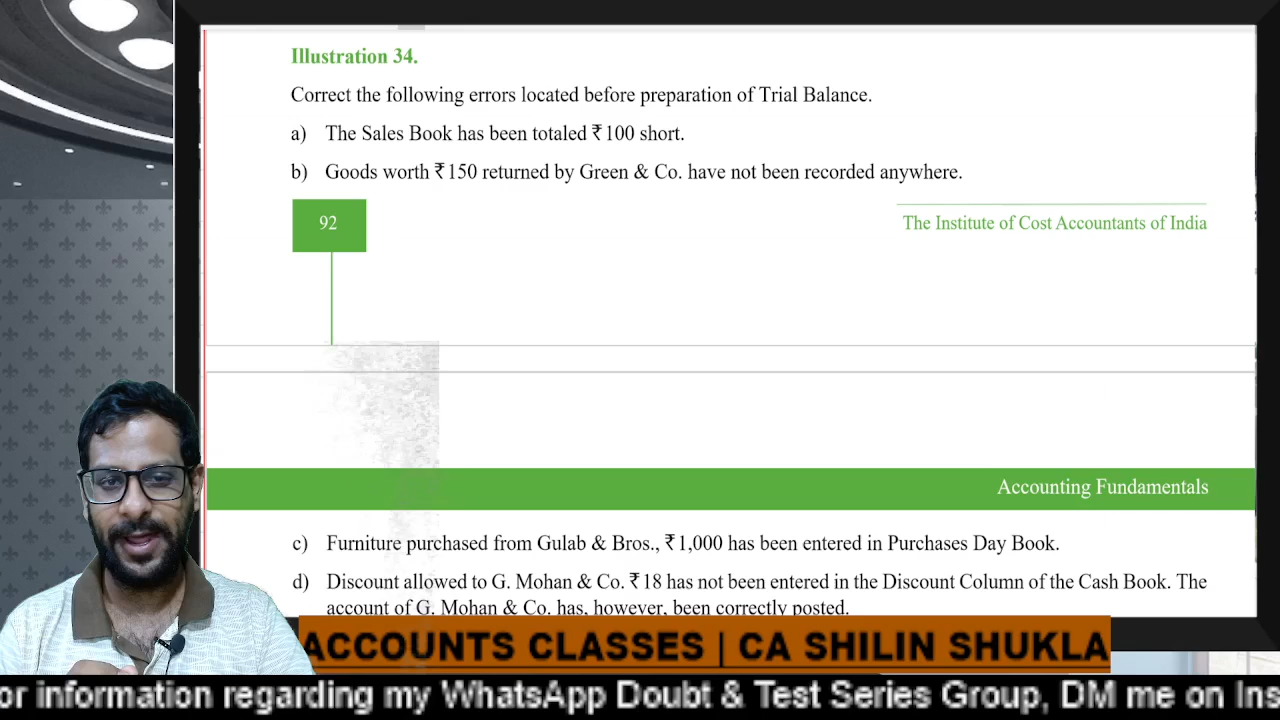 Illustration 34.
Correct the following errors located before preparation of Trial Balance.
a) The Sales Book has been totaled ₹ 100 short.
b) Goods worth ₹ 150 returned by Green & Co. have not been recorded anywhere.
92
The Institute of Cost Accountants of India
Accounting Fundamentals
c) Furniture purchased from Gulab & Bros., ₹ 1,000 has been entered in Purchases Day Book.
d) Discount allowed to G. Mohan & Co. ₹ 18 has not been entered in the Discount Column of the Cash Book. The
account of G. Mohan & Co. has, however, been correctly posted.
ACCOUNTS CLASSES | CA SHILIN SHUKLA
or information regarding my WhatsApp Doubt & Test Series Group, DM me on Ins